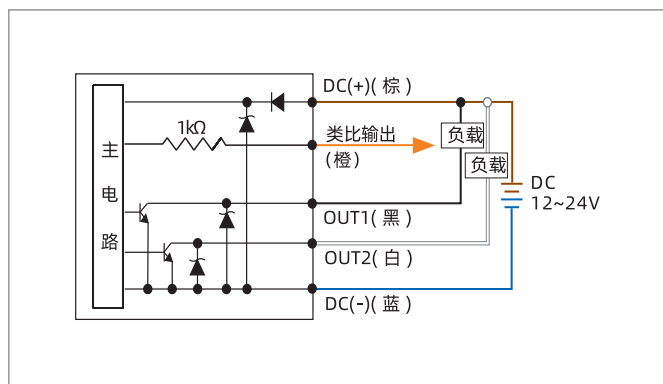 DC(+)(棕)
1kΩ
类比输出
(橙)
负载
负载
主
电
路
DC
12~24V
OUT1(黑)
OUT2(白)
DC(-)(蓝)